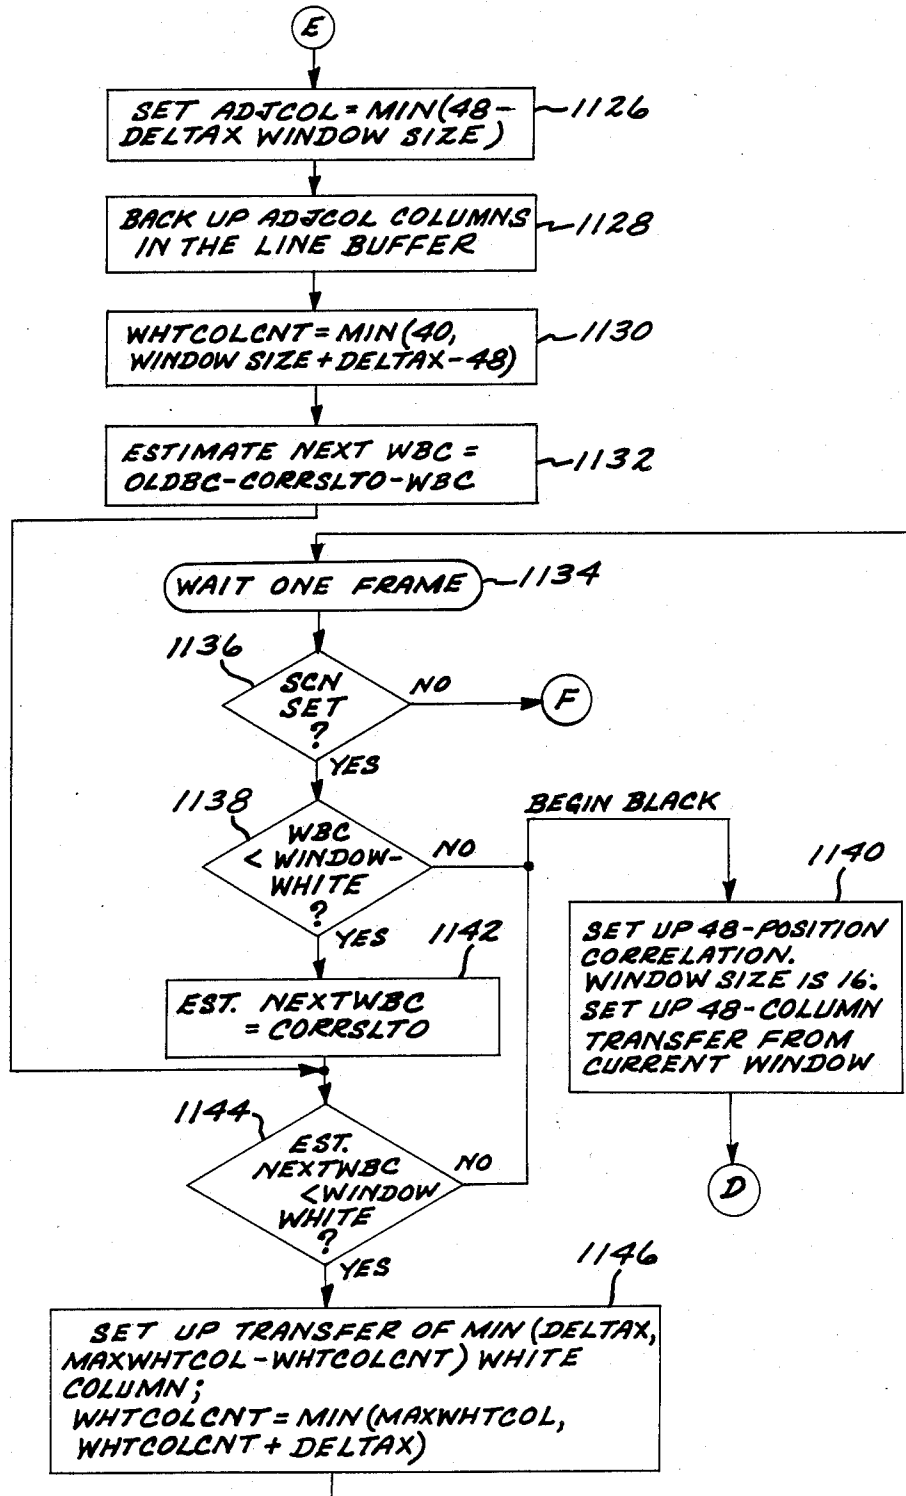 E
SET ADJCOL = MIN(48-
DELTAX WINDOW SIZE)
1126
BACK UP ADJCOL COLUMNS
IN THE LINE BUFFER
1128
WHTCOLCNT = MIN(40,
WINDOW SIZE + DELTAX-48)
1130
ESTIMATE NEXT WBC =
OLDBC-CORRSLTO-WBC
1132
WAIT ONE FRAME
1134
1136
SCN
SET
?
NO
F
YES
1138
WBC
< WINDOW-
WHITE
?
NO
BEGIN BLACK
YES
1140
SET UP 48-POSITION
CORRELATION.
WINDOW SIZE IS 16:
SET UP 48-COLUMN
TRANSFER FROM
CURRENT WINDOW
D
1142
EST. NEXTWBC
= CORRSLTO
1144
EST.
NEXTWBC
<WINDOW
WHITE
?
NO
YES
1146
SET UP TRANSFER OF MIN (DELTAX,
MAXWHTCOL-WHTCOLCNT) WHITE
COLUMN;
WHTCOLCNT = MIN(MAXWHTCOL,
WHTCOLCNT + DELTAX)